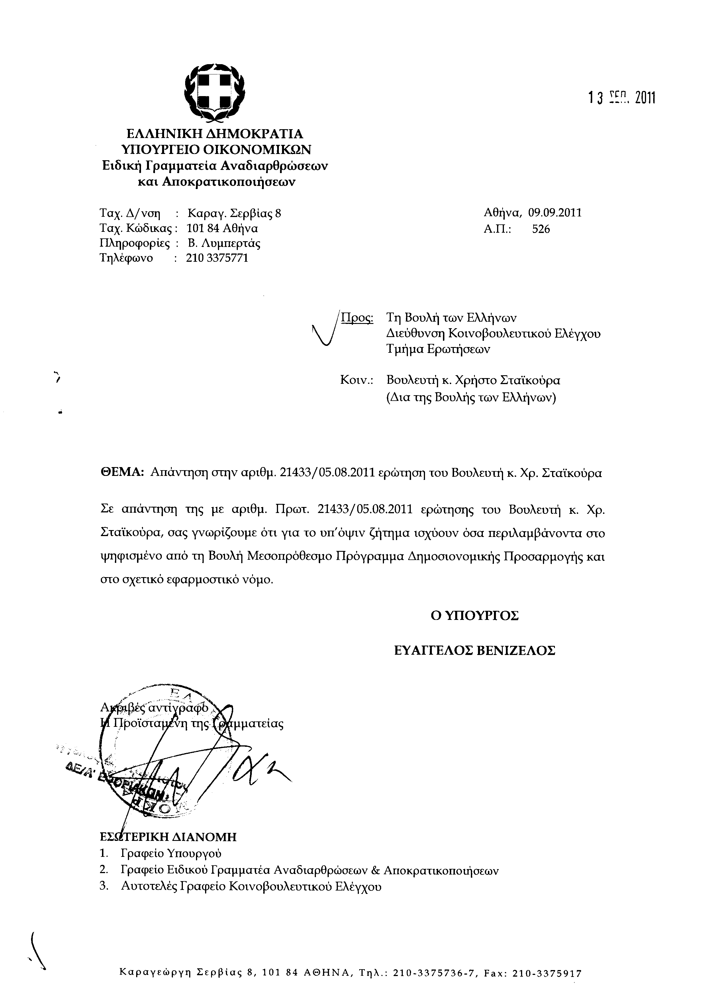 13 ΣΕΠ. 2011
ΕΛΛΗΝΙΚΗ ΔΗΜΟΚΡΑΤΙΑ
ΥΠΟΥΡΓΕΙΟ ΟΙΚΟΝΟΜΙΚΩΝ
Ειδική Γραμματεία Αναδιαρθρώσεων
και Αποκρατικοποιήσεων
Ταχ. Δ/νση : Καραγ. Σερβίας 8
Ταχ. Κώδικας : 101 84 Αθήνα
Πληροφορίες : Β. Λυμπερτάς
Τηλέφωνο : 210 3375771
Αθήνα, 09.09.2011
Α.Π.: 526
Προς: Τη Βουλή των Ελλήνων
Διεύθυνση Κοινοβουλευτικού Ελέγχου
Τμήμα Ερωτήσεων
Κοιν.: Βουλευτή κ. Χρήστο Σταϊκούρα
(Δια της Βουλής των Ελλήνων)
ΘΕΜΑ: Απάντηση στην αριθμ. 21433/05.08.2011 ερώτηση του Βουλευτή κ. Χρ. Σταϊκούρα
Σε απάντηση της με αριθμ. Πρωτ. 21433/05.08.2011 ερώτησης του Βουλευτή κ. Χρ.
Σταϊκούρα, σας γνωρίζουμε ότι για το υπ'όψιν ζήτημα ισχύουν όσα περιλαμβάνοντα στο
ψηφισμένο από τη Βουλή Μεσοπρόθεσμο Πρόγραμμα Δημοσιονομικής Προσαρμογής και
στο σχετικό εφαρμοστικό νόμο.
Ο ΥΠΟΥΡΓΟΣ
ΕΥΑΓΓΕΛΟΣ ΒΕΝΙΖΕΛΟΣ
Ακριβές αντίγραφο
Η Προϊσταμένη της Γραμματείας
ΔΕ/Α' ΕΦΟΡΙΑΚΩΝ
ΕΣΩΤΕΡΙΚΗ ΔΙΑΝΟΜΗ
1. Γραφείο Υπουργού
2. Γραφείο Ειδικού Γραμματέα Αναδιαρθρώσεων & Αποκρατικοποιήσεων
3. Αυτοτελές Γραφείο Κοινοβουλευτικού Ελέγχου
Καραγεώργη Σερβίας 8, 101 84 ΑΘΗΝΑ, Τηλ.: 210-3375736-7, Fax: 210-3375917